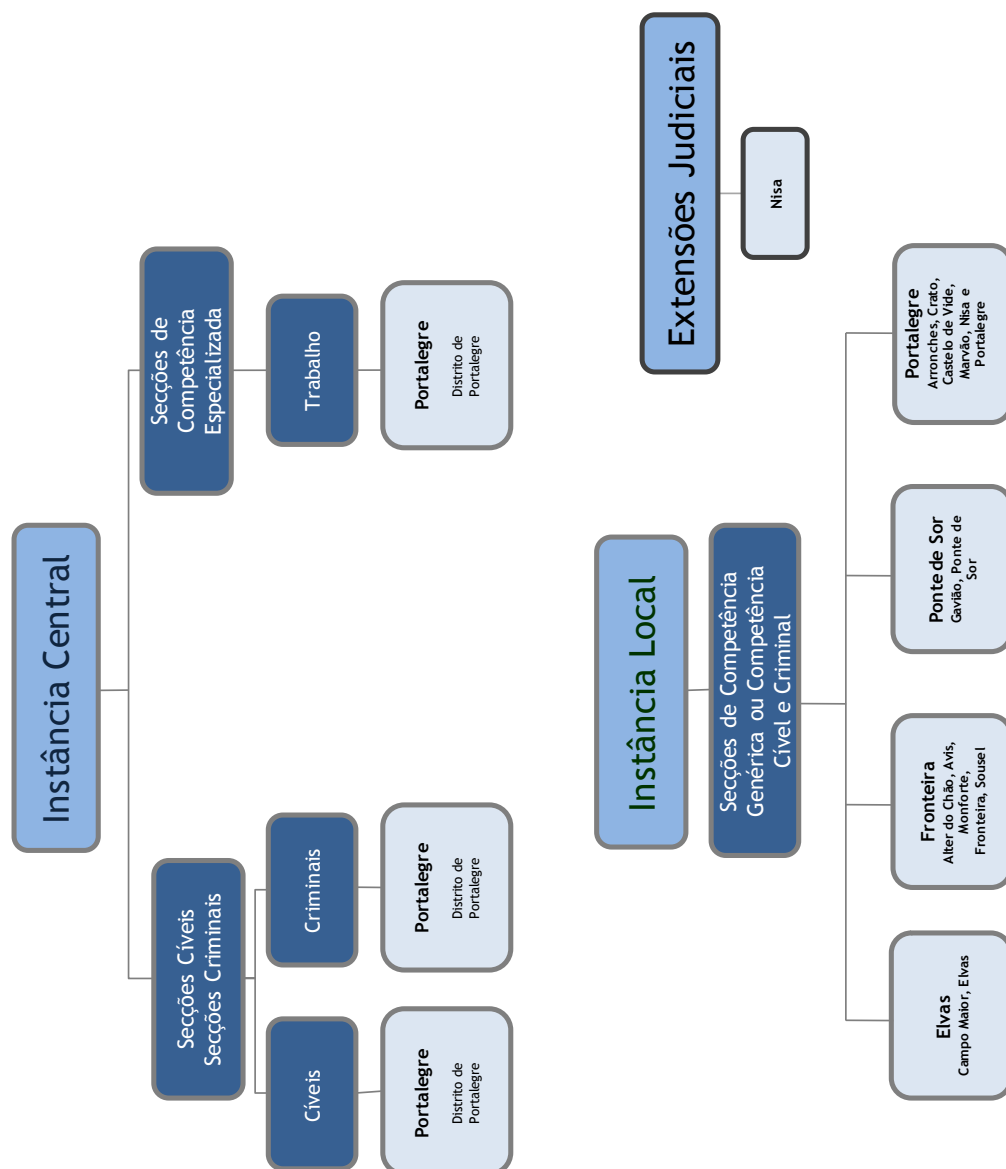 Instância Central
Secções Cíveis
Secções Criminais
Secções de
Competência
Especializada
Cíveis
Criminais
Trabalho
Portalegre
Distrito de
Portalegre
Portalegre
Distrito de
Portalegre
Portalegre
Distrito de
Portalegre
Instância Local
Secções de Competência
Genérica ou Competência
Cível e Criminal
Elvas
Campo Maior, Elvas
Fronteira
Alter do Chão, Avis,
Monforte,
Fronteira, Sousel
Ponte de Sor
Gavião, Ponte de
Sor
Portalegre
Arronches, Crato,
Castelo de Vide,
Marvão, Nisa e
Portalegre
Extensões Judiciais
Nisa